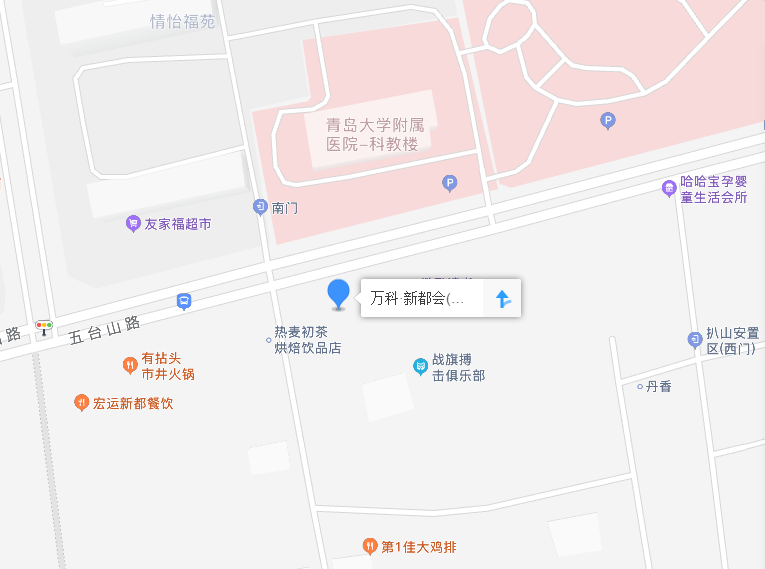 情怡福苑
青岛大学附属
医院-科教楼
P
P
哈哈宝孕婴
童生活会所
南门
友家福超市
万科·新都会(...
五台山路
路
热麦初茶
烘焙饮品店
扒山安置
区(西门)
有拈头
市井火锅
战旗搏
击俱乐部
丹香
宏运新都餐饮
第1佳大鸡排